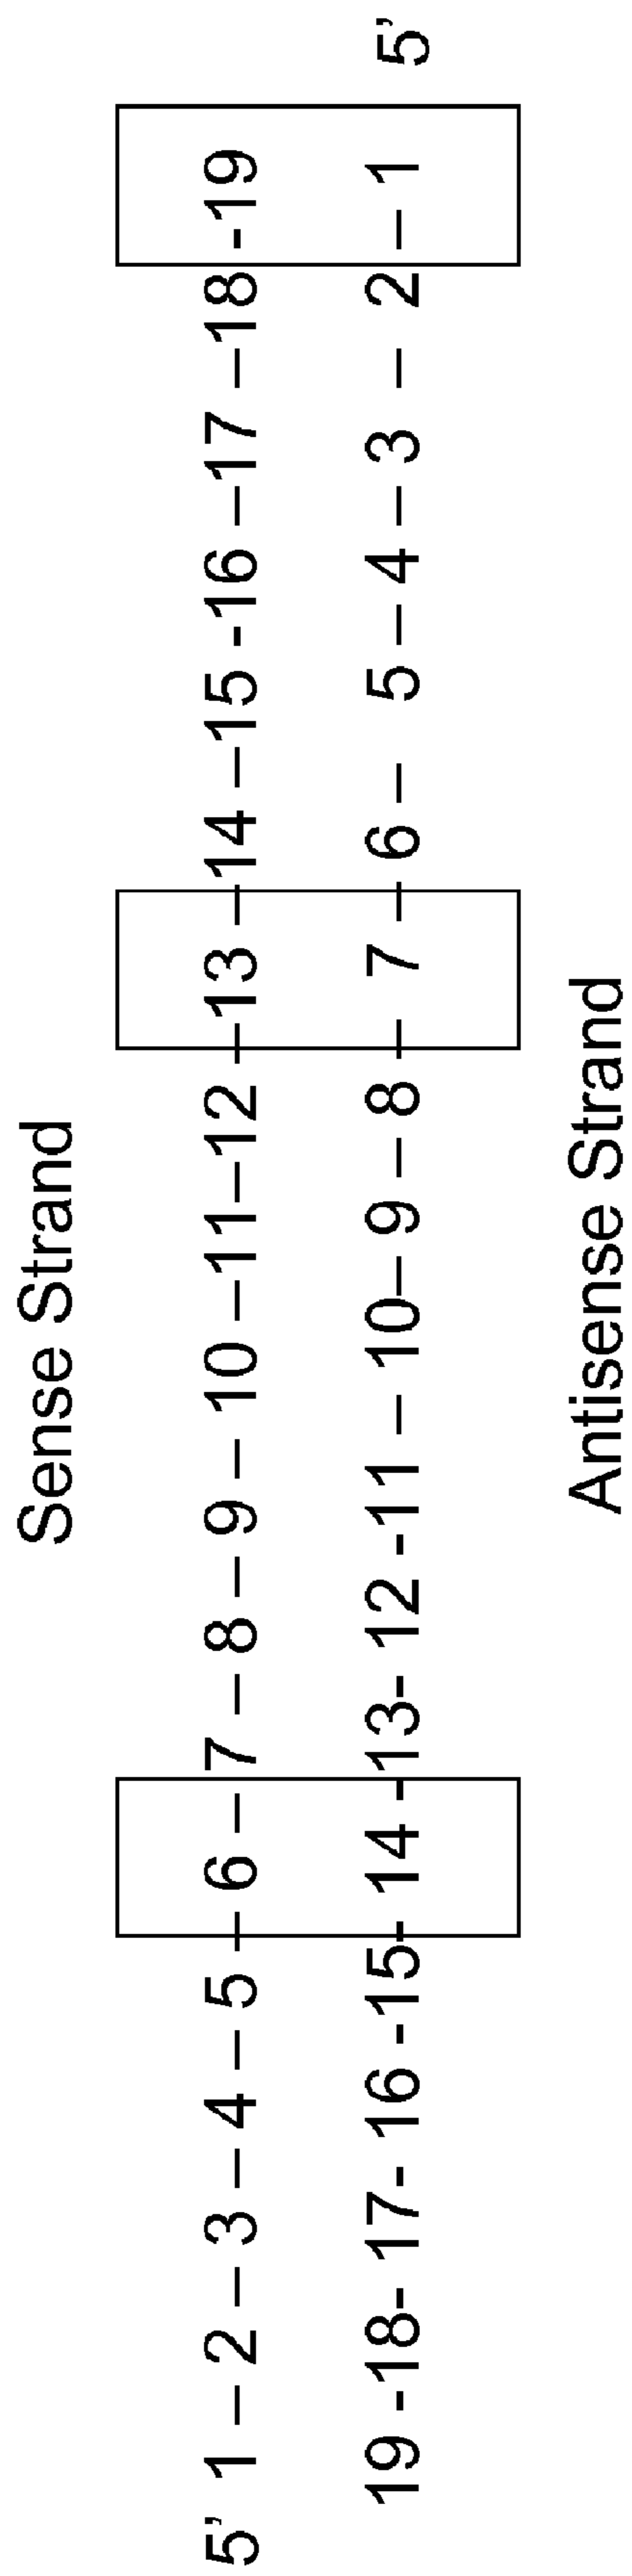 Sense Strand
5’ 1 – 2 – 3 – 4 – 5 – 6 – 7 – 8 – 9 – 10 – 11 – 12 – 13 – 14 – 15 - 16 – 17 – 18 - 19
19 - 18 - 17 - 16 - 15 - 14 - 13 - 12 - 11 – 10 – 9 – 8 – 7 – 6 – 5 – 4 – 3 – 2 – 1 5’
Antisense Strand